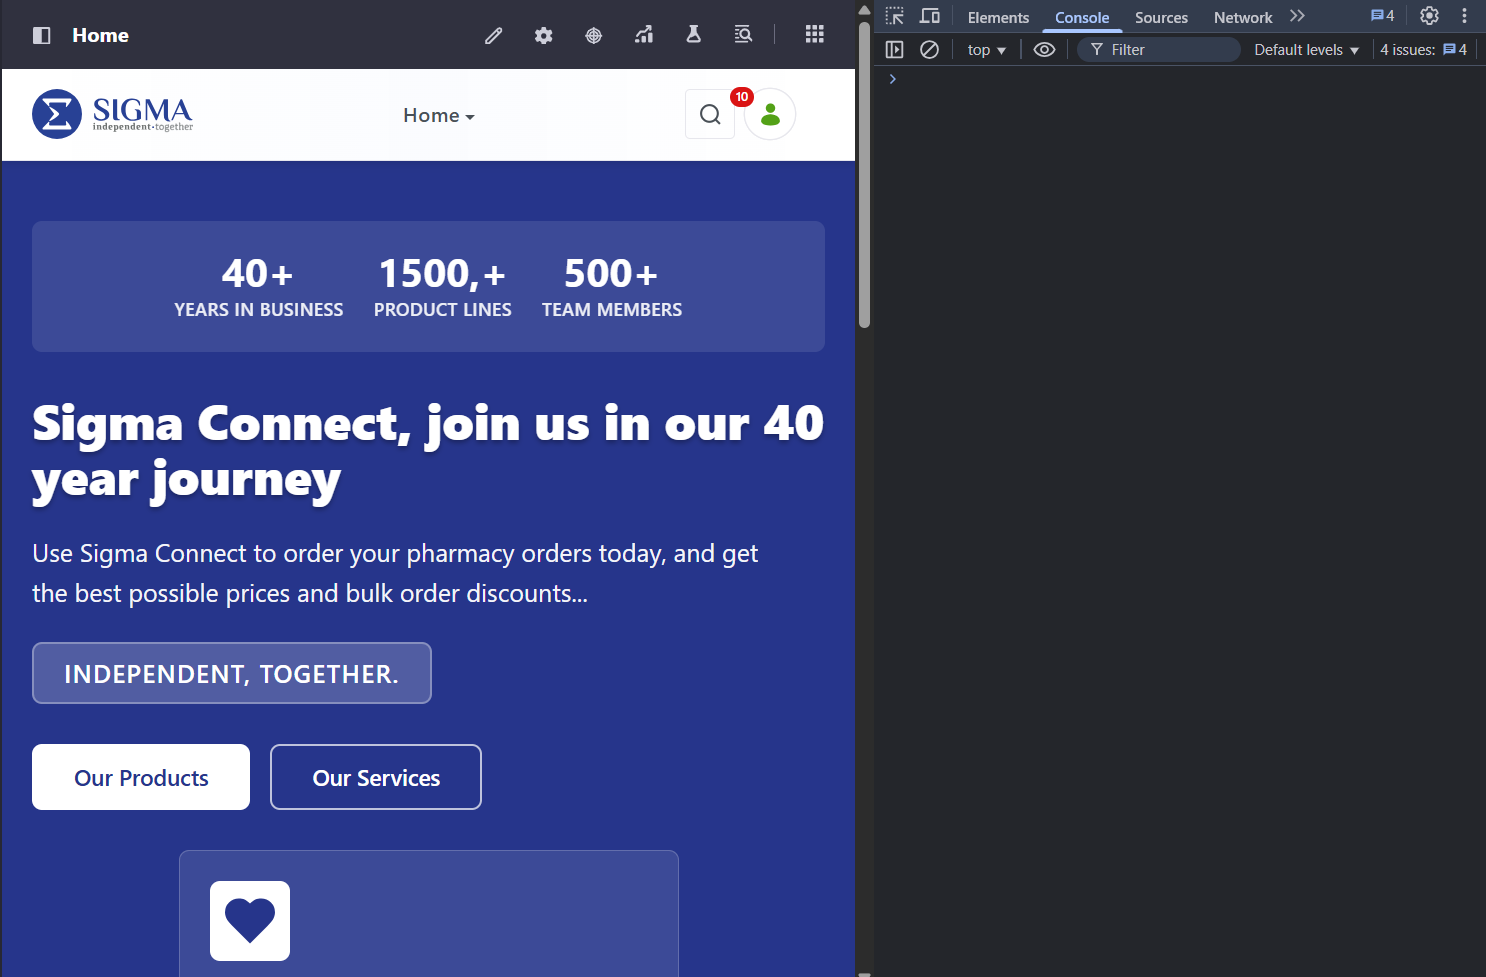 Home
Elements
Console
Sources
Network
4
top
Filter
Default levels
4 issues:
4
SIGMA
independent·together
Home
10
40+
YEARS IN BUSINESS
1500,+
PRODUCT LINES
500+
TEAM MEMBERS
Sigma Connect, join us in our 40
year journey
Use Sigma Connect to order your pharmacy orders today, and get
the best possible prices and bulk order discounts...
INDEPENDENT, TOGETHER.
Our Products
Our Services